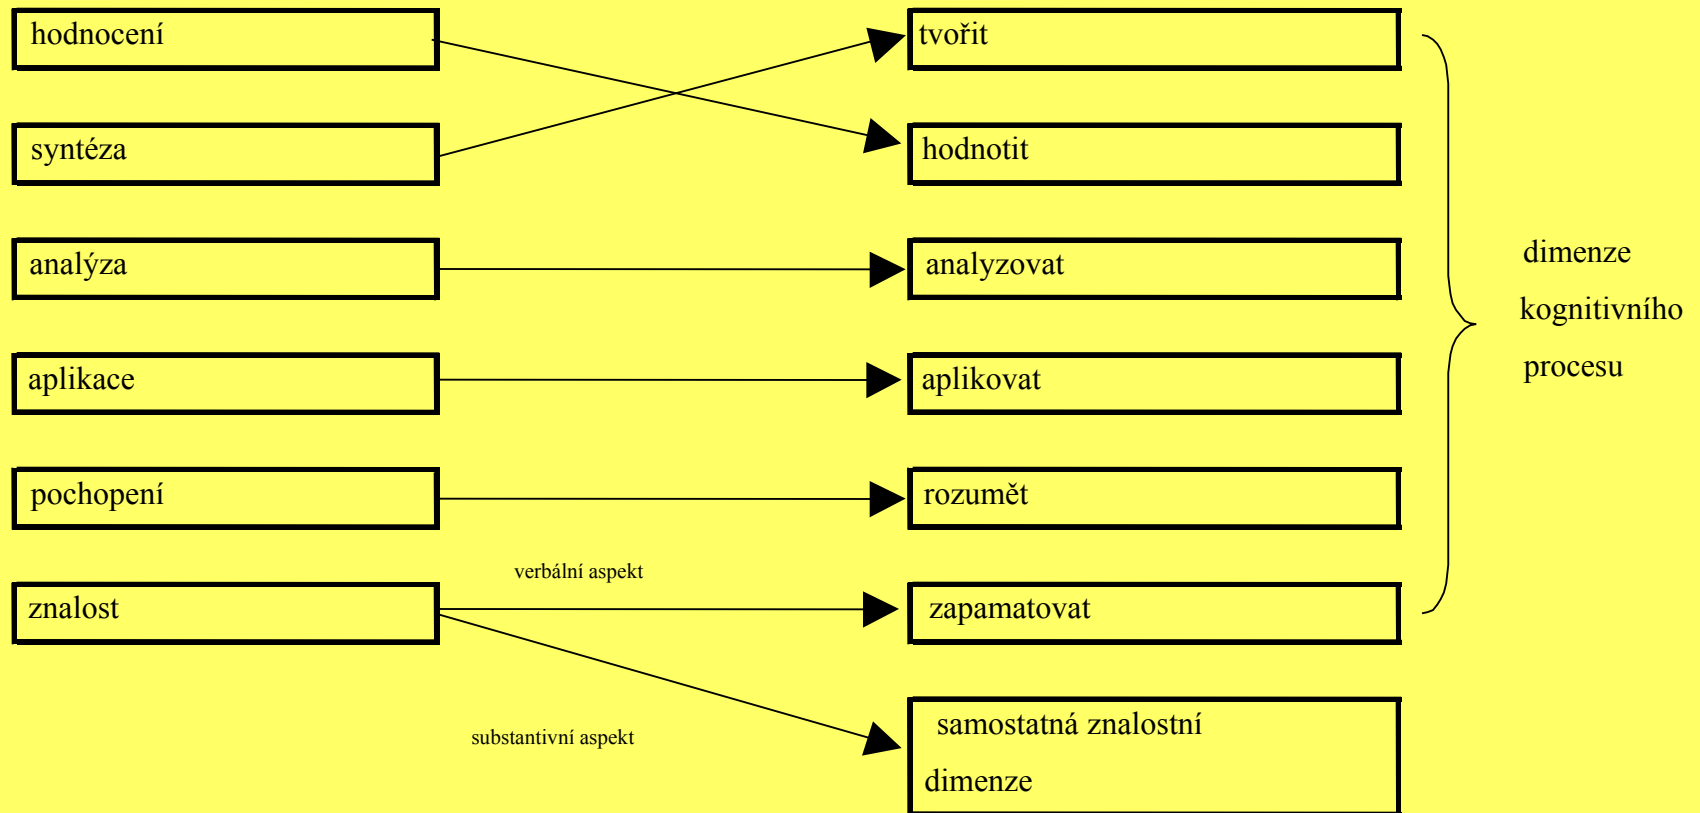 hodnocení
tvořit
syntéza
hodnotit
analýza
analyzovat
aplikace
aplikovat
pochopení
rozumět
verbální aspekt
znalost
zapamatovat
substantivní aspekt
samostatná znalostní
dimenze
dimenze
kognitivního
procesu